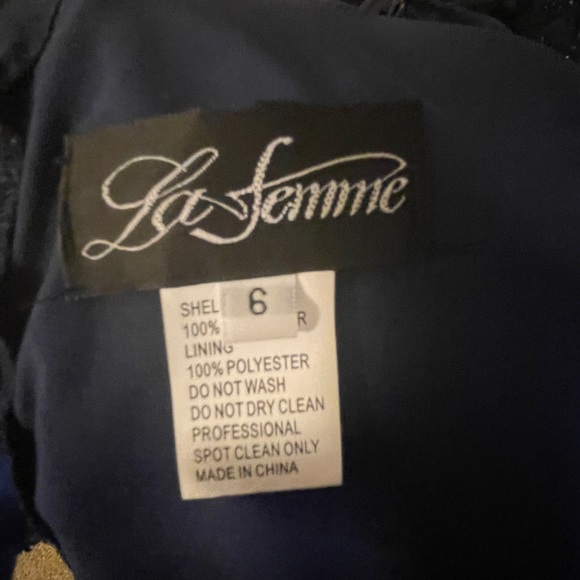 La Femme
6
SHEL
100% R
LINING
100% POLYESTER
DO NOT WASH
DO NOT DRY CLEAN
PROFESSIONAL
SPOT CLEAN ONLY
MADE IN CHINA